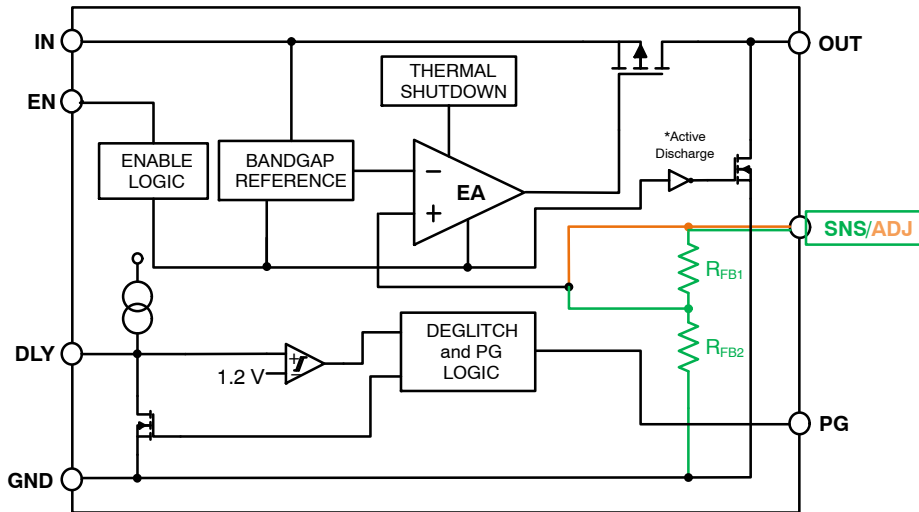 IN
OUT
THERMAL
SHUTDOWN
EN
*Active
Discharge
ENABLE
LOGIC
BANDGAP
REFERENCE
−
EA
+
SNS/ADJ
RFB1
DEGLITCH
and PG
LOGIC
DLY
1.2 V
+
−
RFB2
PG
GND